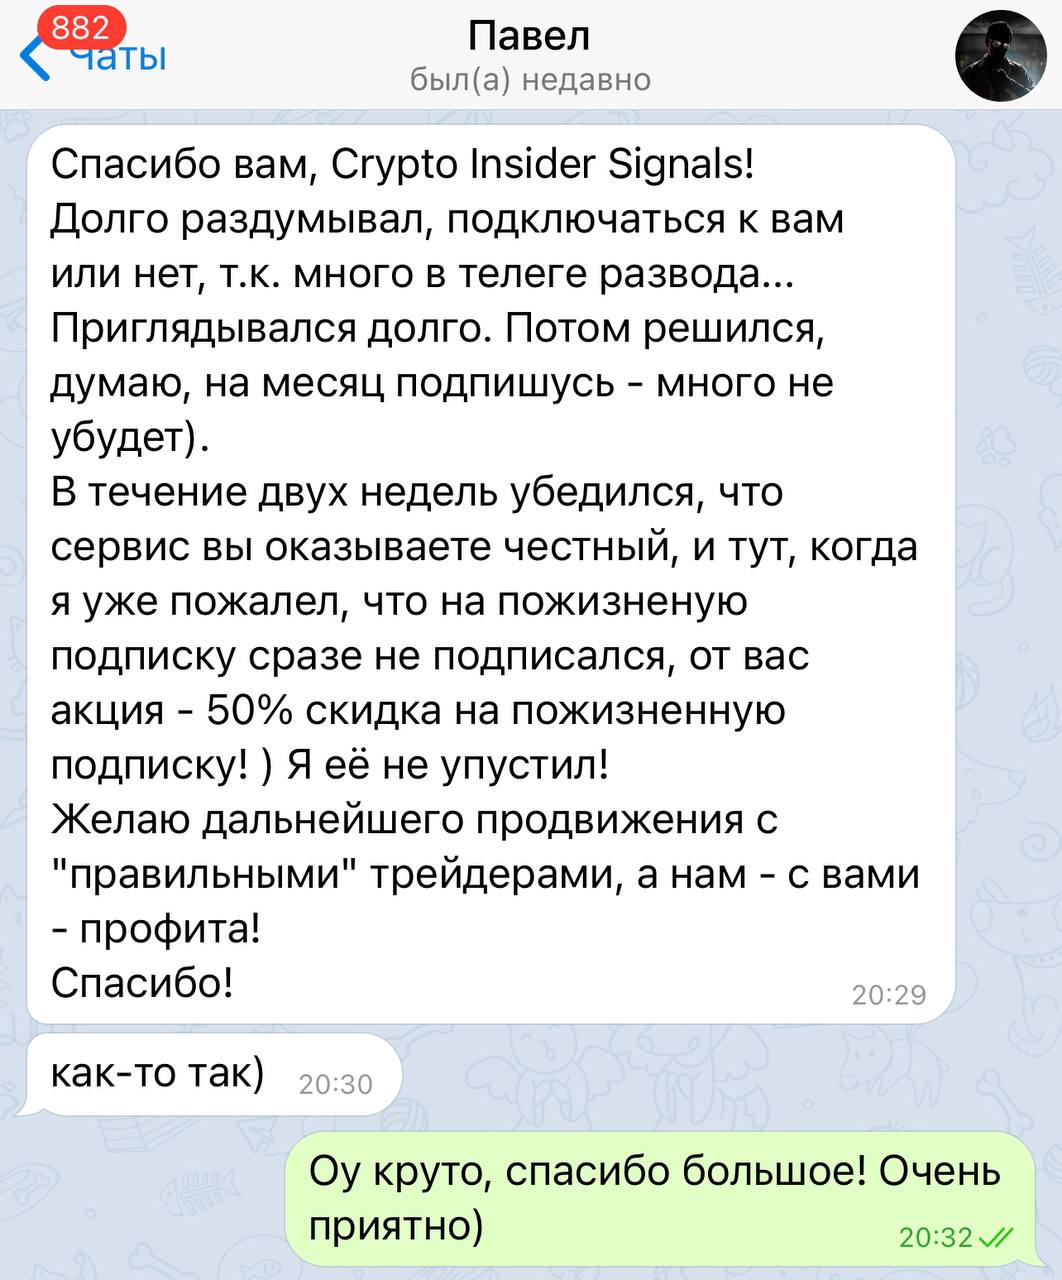 882
Чаты
Павел
был(а) недавно
Спасибо вам, Crypto Insider Signals!
Долго раздумывал, подключаться к вам
или нет, т.к. много в телеге развода...
Приглядывался долго. Потом решился,
думаю, на месяц подпишусь - много не
убудет).
В течение двух недель убедился, что
сервис вы оказываете честный, и тут, когда
я уже пожалел, что на пожизненую
подписку сразе не подписался, от вас
акция - 50% скидка на пожизненную
подписку! ) Я её не упустил!
Желаю дальнейшего продвижения с
"правильными" трейдерами, а нам - с вами
- профита!
Спасибо!
20:29
как-то так)
20:30
Оу круто, спасибо большое! Очень
приятно)
20:32